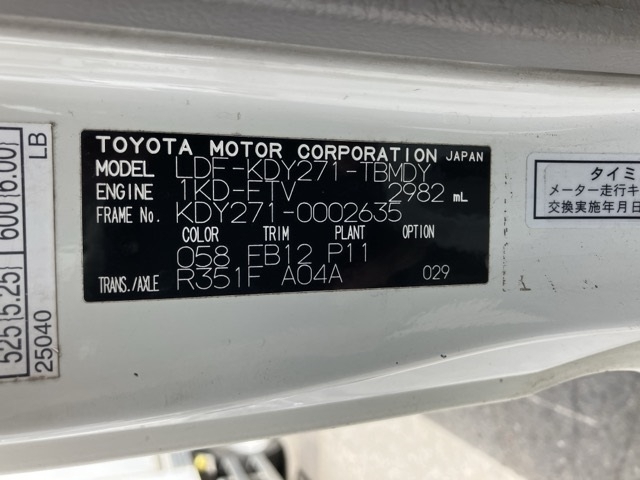 TOYOTA MOTOR CORPORATION JAPAN
MODEL LDF-KDY271-TBMDY
ENGINE 1KD-FTV 2982 mL
FRAME No. KDY271-0002635
COLOR TRIM PLANT OPTION
058 FB12 P11
TRANS./AXLE R351F A04A 029
525(5.25) 600(6.00)
25040 LB
タイミ
メーター走行キ
交換実施年月日